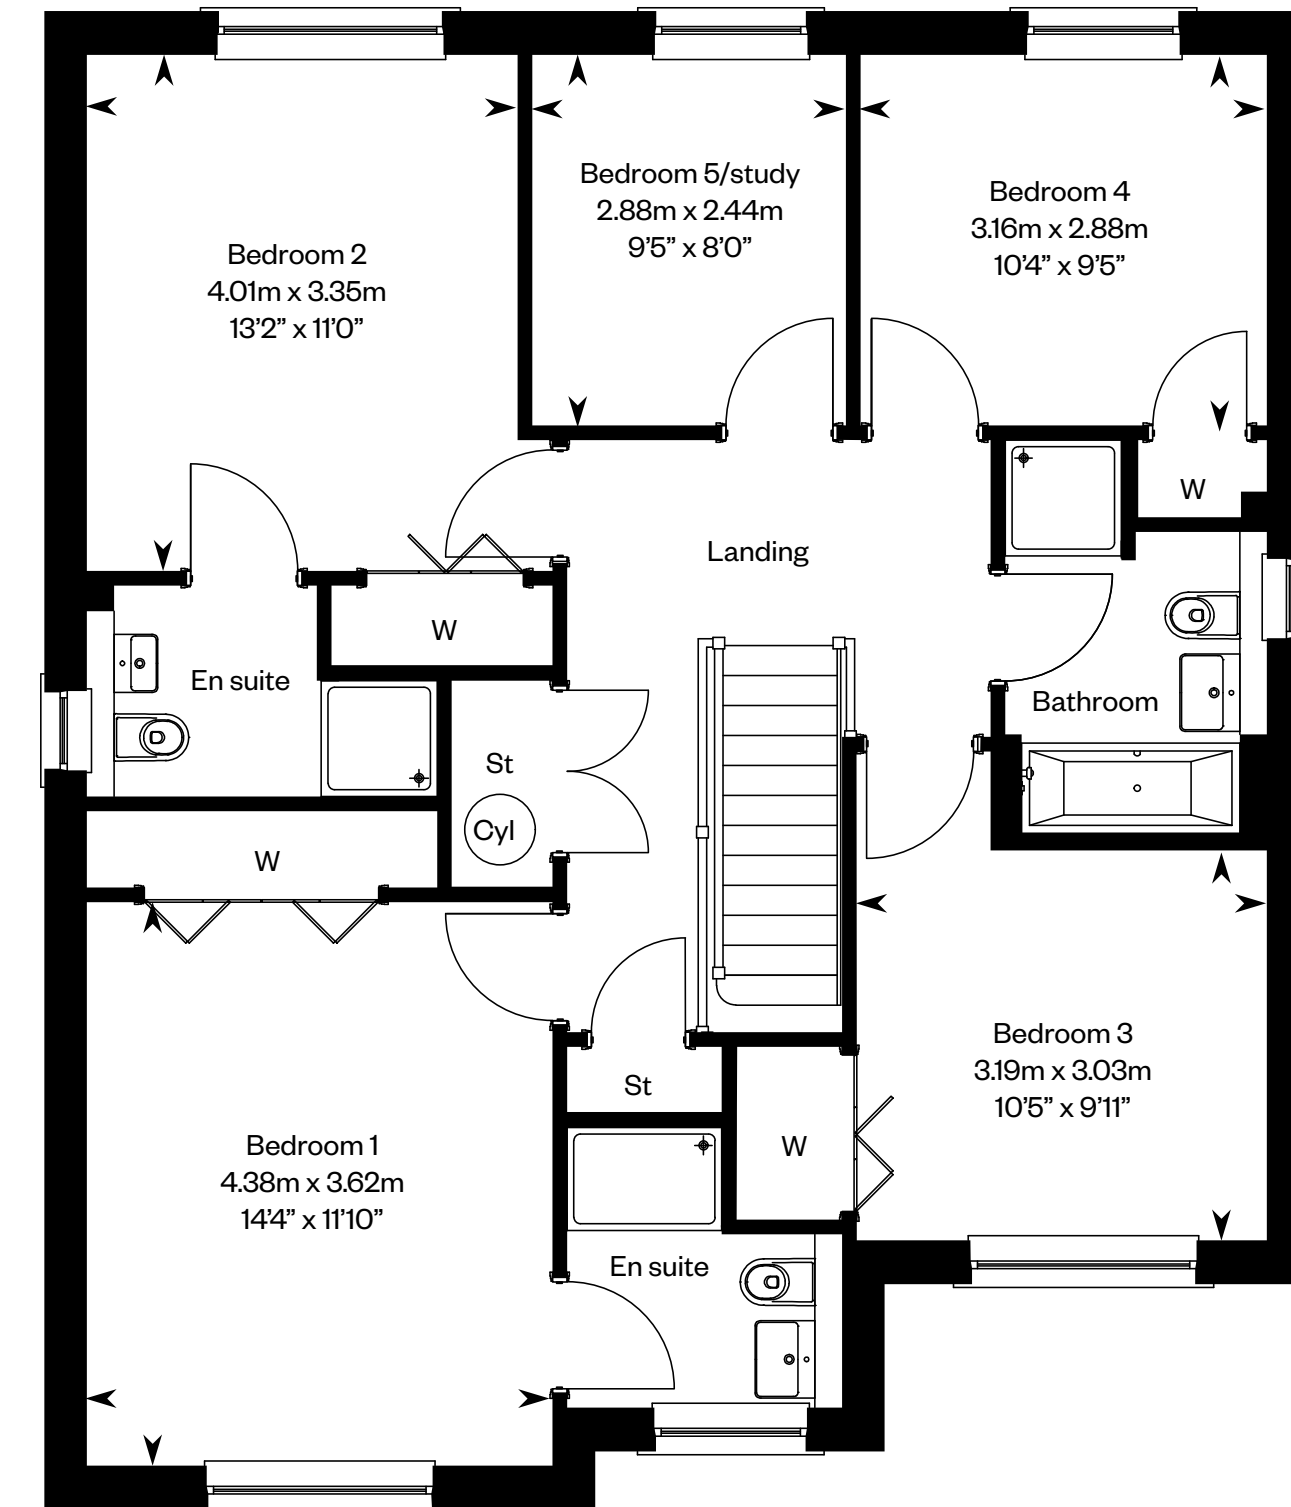 Bedroom 2
4.01m x 3.35m
13’2” x 11’0”
Bedroom 5/study
2.88m x 2.44m
9’5” x 8’0”
Bedroom 4
3.16m x 2.88m
10’4” x 9’5”
W
Landing
W
En suite
Bathroom
St
Cyl
W
Bedroom 3
3.19m x 3.03m
10’5” x 9’11”
St
Bedroom 1
4.38m x 3.62m
14’4” x 11’10”
W
En suite